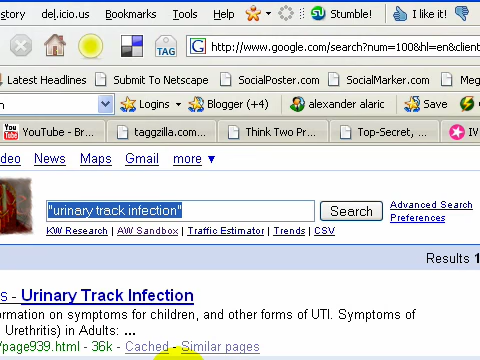 story del.icio.us Bookmarks Tools Help Stumble! I like it!
TAG G http://www.google.com/search?num=100&hl=en&client
Latest Headlines Submit To Netscape SocialPoster.com SocialMarker.com Meg
n Logins Blogger (+4) alexander alaric Save
You Tube YouTube - Br... taggzilla.com... Think Two Pr... Top-Secret, ... IV
deo News Maps Gmail more ▼
"urinary track infection" Search Advanced Search
Preferences
KW Research | AW Sandbox | Traffic Estimator | Trends | CSV
Results 1
s - Urinary Track Infection
ormation on symptoms for children, and other forms of UTI. Symptoms of
Urethritis) in Adults: ...
/page939.html - 36k - Cached - Similar pages